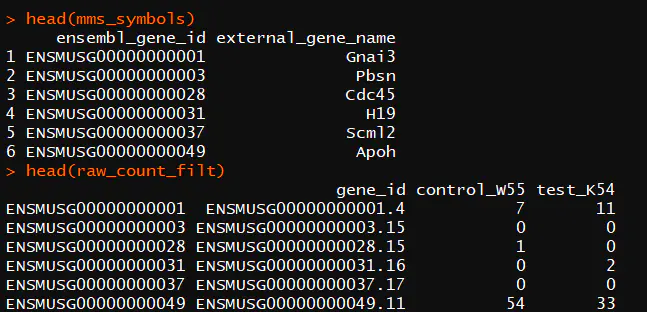 > head(mms_symbols)
ensembl_gene_id external_gene_name
1 ENSMUSG00000000001 Gnai3
2 ENSMUSG00000000003 Pbsn
3 ENSMUSG00000000028 Cdc45
4 ENSMUSG00000000031 H19
5 ENSMUSG00000000037 Scml2
6 ENSMUSG00000000049 Apoh
> head(raw_count_filt)
gene_id control_W55 test_K54
ENSMUSG00000000001 ENSMUSG00000000001.4 7 11
ENSMUSG00000000003 ENSMUSG00000000003.15 0 0
ENSMUSG00000000028 ENSMUSG00000000028.15 1 0
ENSMUSG00000000031 ENSMUSG00000000031.16 0 2
ENSMUSG00000000037 ENSMUSG00000000037.17 0 0
ENSMUSG00000000049 ENSMUSG00000000049.11 54 33